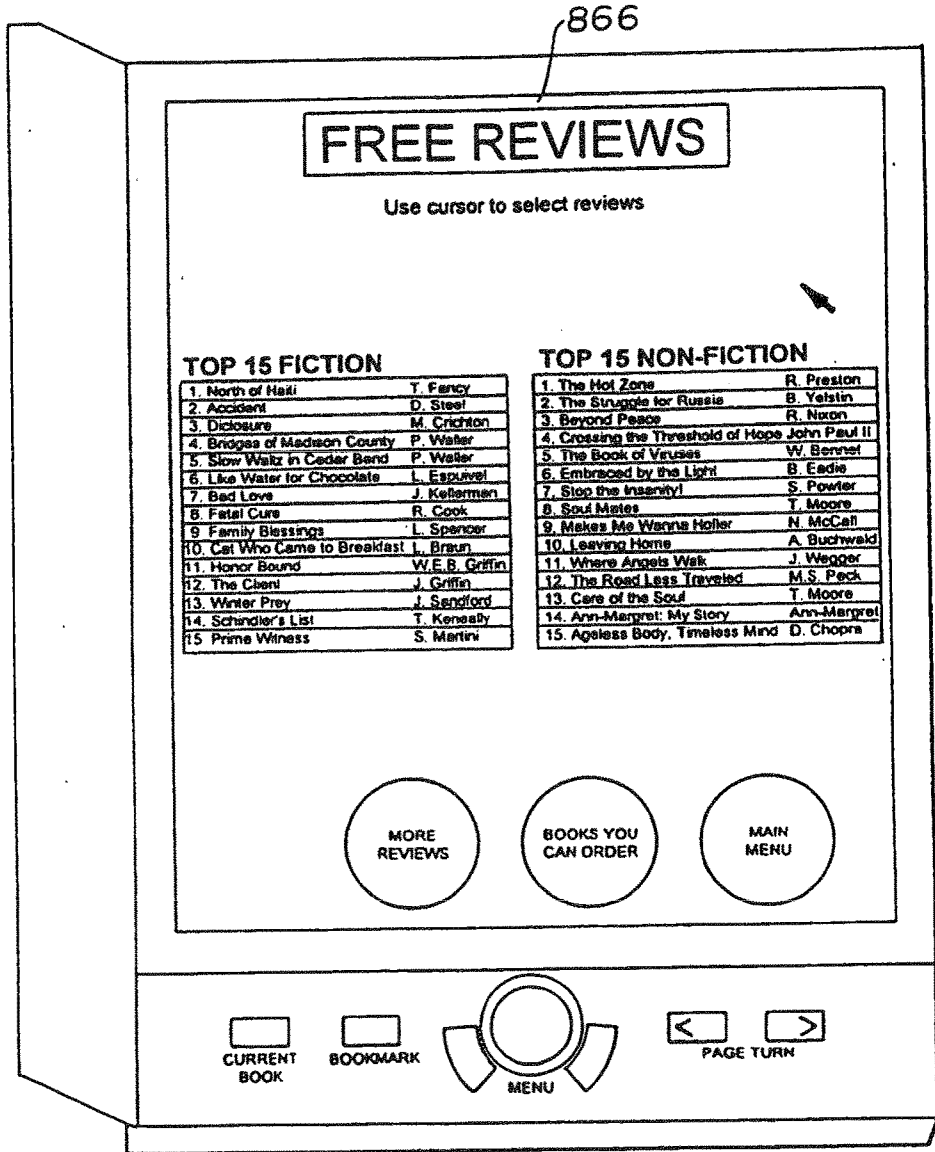 866
FREE REVIEWS
Use cursor to select reviews
TOP 15 FICTION
1. North of Haiti T. Fancy
2. Accident D. Steel
3. Diclosure M. Crichton
4. Bridges of Madison County P. Waller
5. Slow Waltz in Cedar Band P. Waller
6. Like Water for Chocolate L. Espuivel
7. Bad Love J. Kellerman
8. Fatal Cure R. Cook
9 Family Blessings L. Spencer
10. Cat Who Came to Breakfast L. Braun
11. Honor Bound W.E.B. Griffin
12. The Client J. Griffin
13. Winter Prey J. Sandford
14. Schindler's List T. Keneally
15 Prime Witness S. Martini
TOP 15 NON-FICTION
1. The Hot Zone R. Preston
2. The Struggle for Russia B. Yelstin
3. Beyond Peace R. Nixon
4. Crossing the Threshold of Hope John Paul II
5. The Book of Viruses W. Bennet
6. Embraced by the Light B. Eadie
7. Stop the Insanity! S. Powter
8. Soul Mates T. Moore
9. Makes Me Wanna Holler N. McCall
10. Leaving Home A. Buchwald
11. Where Angels Walk J. Wegger
12. The Road Less Traveled M.S. Peck
13. Care of the Soul T. Moore
14. Ann-Margret: My Story Ann-Margret
15. Ageless Body, Timeless Mind D. Chopra
MORE
REVIEWS
BOOKS YOU
CAN ORDER
MAIN
MENU
< >
CURRENT
BOOK
BOOKMARK
MENU
PAGE TURN